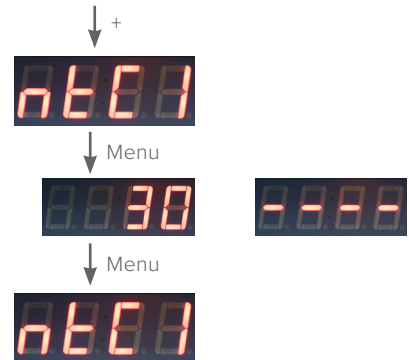 +
ntC1
Menu
30 ----
Menu
ntC1